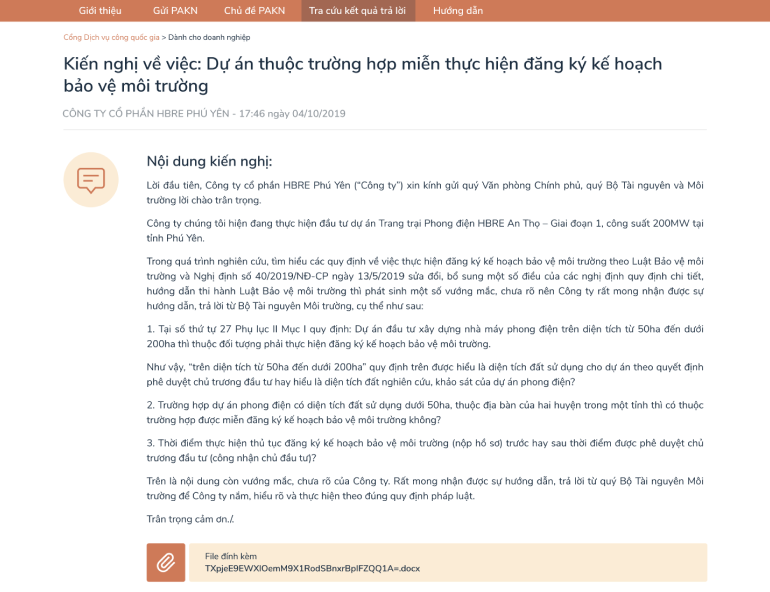 Giới thiệu Gửi PAKN Chủ đề PAKN Tra cứu kết quả trả lời Hướng dẫn
Cổng Dịch vụ công quốc gia > Dành cho doanh nghiệp
Kiến nghị về việc: Dự án thuộc trường hợp miễn thực hiện đăng ký kế hoạch
bảo vệ môi trường
CÔNG TY CỔ PHẦN HBRE PHÚ YÊN - 17:46 ngày 04/10/2019
Nội dung kiến nghị:
Lời đầu tiên, Công ty cổ phần HBRE Phú Yên (“Công ty”) xin kính gửi quý Văn phòng Chính phủ, quý Bộ Tài nguyên và Môi
trường lời chào trân trọng.
Công ty chúng tôi hiện đang thực hiện đầu tư dự án Trang trại Phong điện HBRE An Thọ – Giai đoạn 1, công suất 200MW tại
tỉnh Phú Yên.
Trong quá trình nghiên cứu, tìm hiểu các quy định về việc thực hiện đăng ký kế hoạch bảo vệ môi trường theo Luật Bảo vệ môi
trường và Nghị định số 40/2019/NĐ-CP ngày 13/5/2019 sửa đổi, bổ sung một số điều của các nghị định quy định chi tiết,
hướng dẫn thi hành Luật Bảo vệ môi trường thì phát sinh một số vướng mắc, chưa rõ nên Công ty rất mong nhận được sự
hướng dẫn, trả lời từ Bộ Tài nguyên Môi trường, cụ thể như sau:
1. Tại số thứ tự 27 Phụ lục II Mục I quy định: Dự án đầu tư xây dựng nhà máy phong điện trên diện tích từ 50ha đến dưới
200ha thì thuộc đối tượng phải thực hiện đăng ký kế hoạch bảo vệ môi trường.
Như vậy, “trên diện tích từ 50ha đến dưới 200ha” quy định trên được hiểu là diện tích đất sử dụng cho dự án theo quyết định
phê duyệt chủ trương đầu tư hay hiểu là diện tích đất nghiên cứu, khảo sát của dự án phong điện?
2. Trường hợp dự án phong điện có diện tích đất sử dụng dưới 50ha, thuộc địa bàn của hai huyện trong một tỉnh thì có thuộc
trường hợp được miễn đăng ký kế hoạch bảo vệ môi trường không?
3. Thời điểm thực hiện thủ tục đăng ký kế hoạch bảo vệ môi trường (nộp hồ sơ) trước hay sau thời điểm được phê duyệt chủ
trương đầu tư (công nhận chủ đầu tư)?
Trên là nội dung còn vướng mắc, chưa rõ của Công ty. Rất mong nhận được sự hướng dẫn, trả lời từ quý Bộ Tài nguyên Môi
trường để Công ty nắm, hiểu rõ và thực hiện theo đúng quy định pháp luật.
Trân trọng cảm ơn./.
File đính kèm
TXpjeE9EWXlOemM9X1RodSBnxrBpIFZQQ1A=.docx